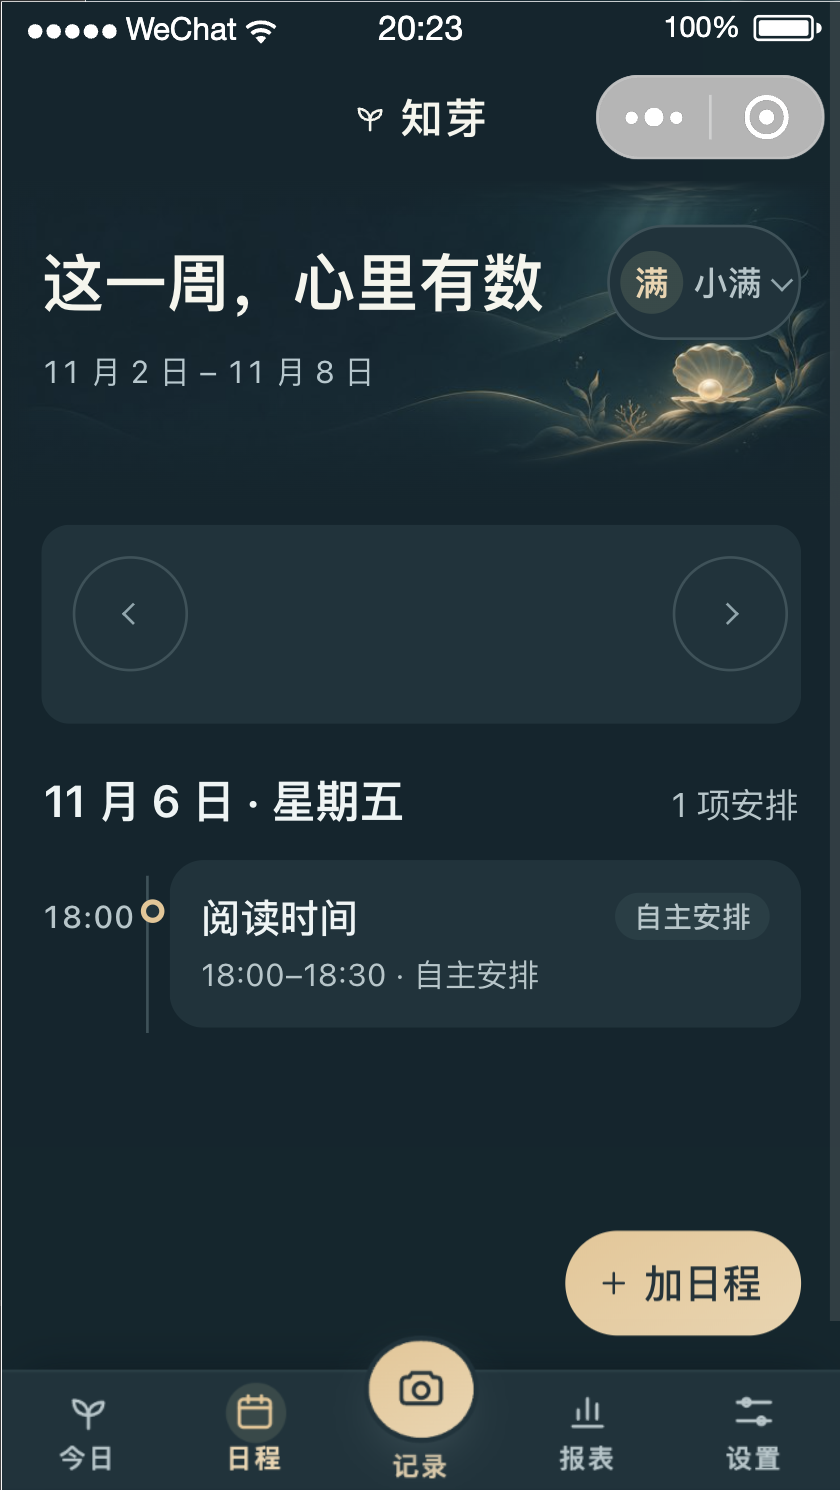 WeChat 20:23 100%
知芽
这一周，心里有数
满 小满
11 月 2 日 – 11 月 8 日
11 月 6 日 · 星期五 1 项安排
18:00 阅读时间 自主安排
18:00–18:30 · 自主安排
+ 加日程
今日 日程 记录 报表 设置